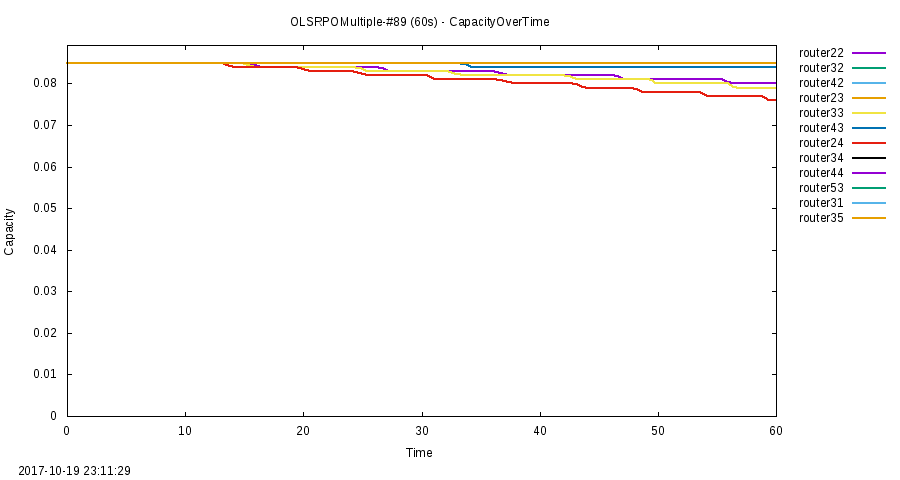 OLSRPOMultiple-#89 (60s) - CapacityOverTime
router22
router32
router42
router23
router33
router43
router24
router34
router44
router53
router31
router35
0.08
0.07
0.06
0.05
0.04
0.03
0.02
0.01
0
Capacity
0 10 20 30 40 50 60
Time
2017-10-19 23:11:29